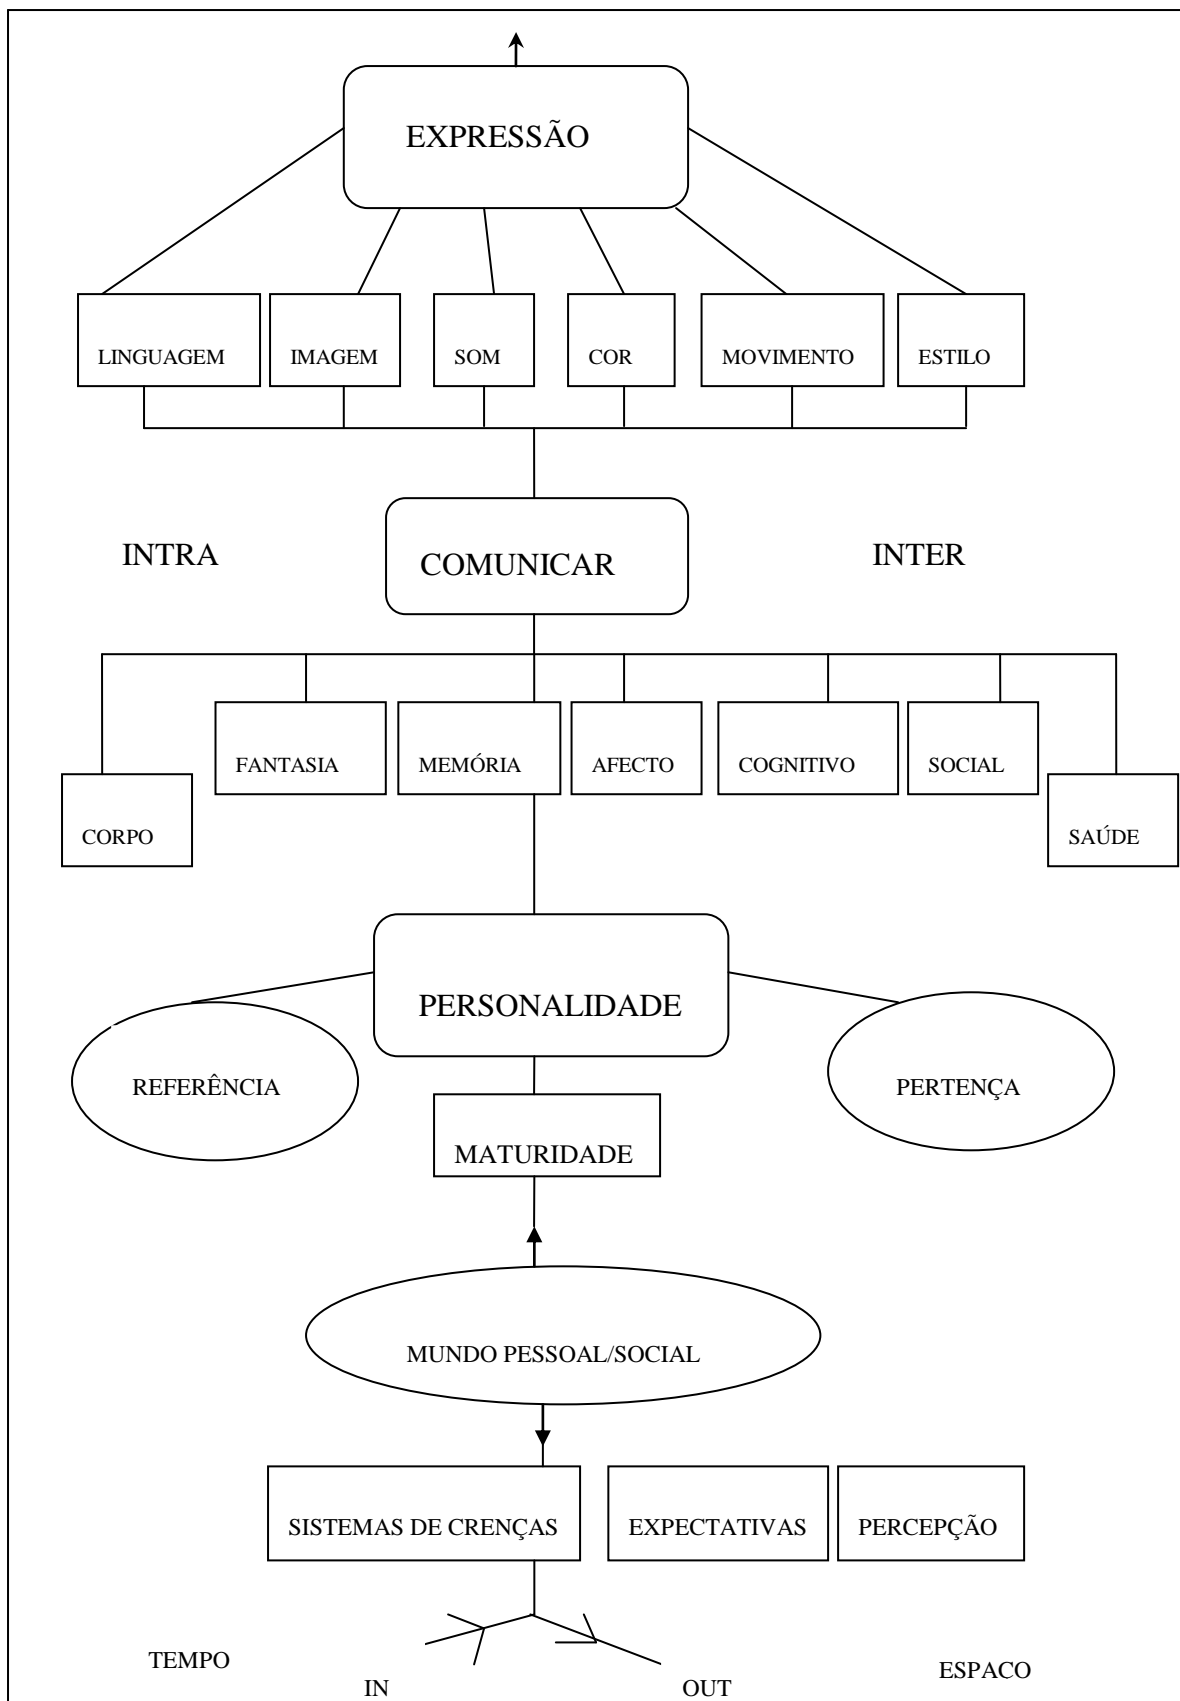 EXPRESSÃO
LINGUAGEM
IMAGEM
SOM
COR
MOVIMENTO
ESTILO
INTRA
COMUNICAR
INTER
FANTASIA
MEMÓRIA
AFECTO
COGNITIVO
SOCIAL
CORPO
SAÚDE
PERSONALIDADE
REFERÊNCIA
PERTENÇA
MATURIDADE
MUNDO PESSOAL/SOCIAL
SISTEMAS DE CRENÇAS
EXPECTATIVAS
PERCEPÇÃO
TEMPO
IN
OUT
ESPACO